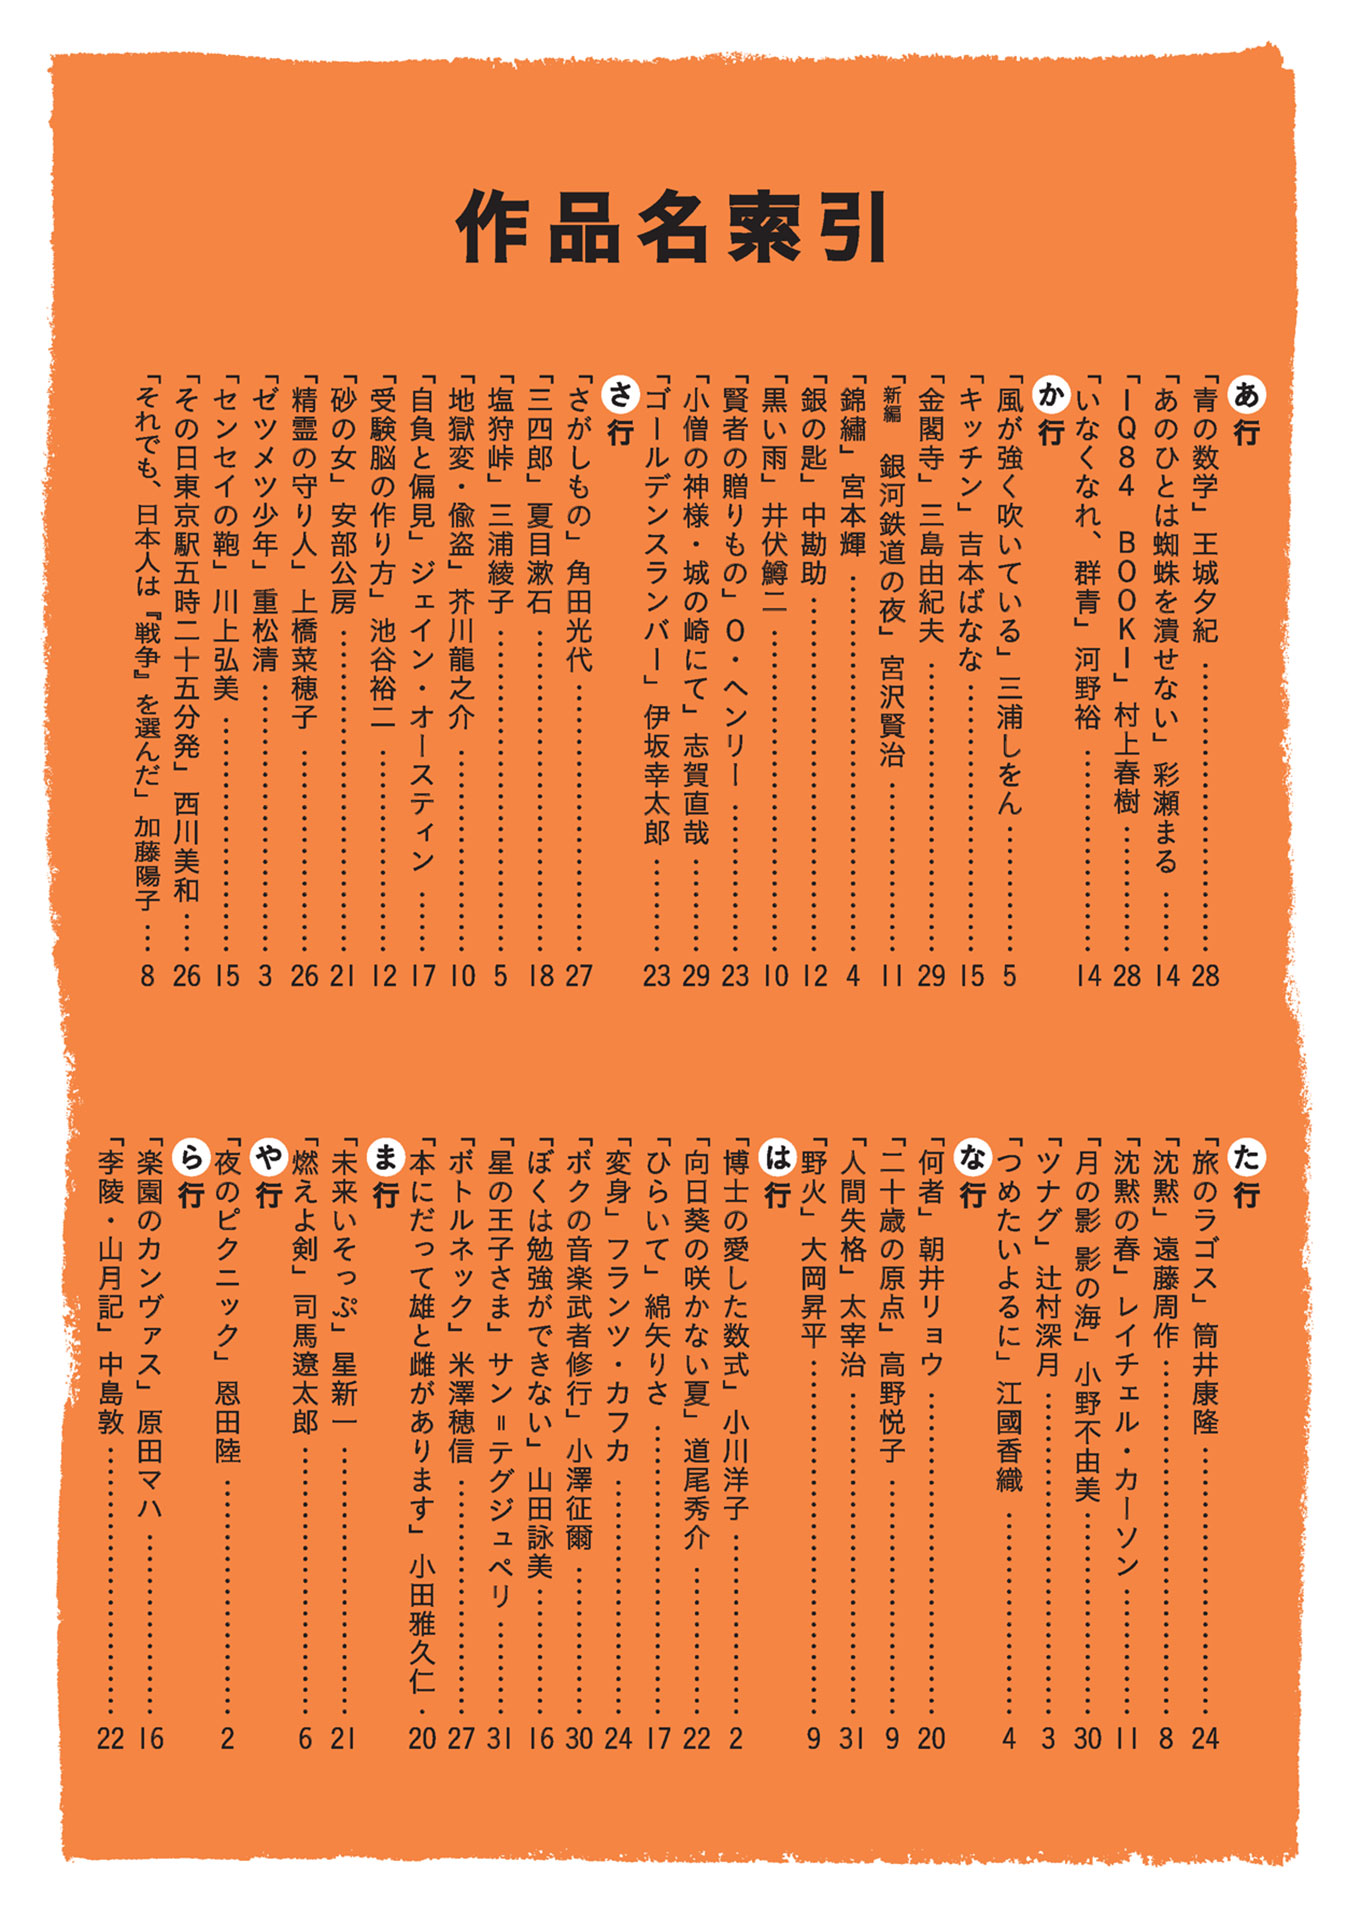 作品名索引
あ行
「青の数学」王城夕紀……28
「あのひとは蜘蛛を潰せない」彩瀬まる……14
「1Q84 BOOK1」村上春樹……28
「いなくなれ、群青」河野裕……14
か行
「風が強く吹いている」三浦しをん……5
「キッチン」吉本ばなな……15
「金閣寺」三島由紀夫……29
「新編 銀河鉄道の夜」宮沢賢治……11
「錦繡」宮本輝……4
「銀の匙」中勘助……12
「黒い雨」井伏鱒二……10
「賢者の贈りもの」O・ヘンリー……23
「小僧の神様・城の崎にて」志賀直哉……29
「ゴールデンスランバー」伊坂幸太郎……23
さ行
「さがしもの」角田光代……27
「三四郎」夏目漱石……18
「塩狩峠」三浦綾子……5
「地獄変・偸盗」芥川龍之介……10
「自負と偏見」ジェイン・オースティン……17
「受験脳の作り方」池谷裕二……12
「砂の女」安部公房……21
「精霊の守り人」上橋菜穂子……26
「ゼツメツ少年」重松清……3
「センセイの鞄」川上弘美……15
「その日東京駅五時二十五分発」西川美和……26
「それでも、日本人は『戦争』を選んだ」加藤陽子……8
た行
「旅のラゴス」筒井康隆……24
「沈黙」遠藤周作……8
「沈黙の春」レイチェル・カーソン……11
「月の影 影の海」小野不由美……30
「ツナグ」辻村深月……3
「つめたいよるに」江國香織……4
な行
「何者」朝井リョウ……20
「二十歳の原点」高野悦子……9
「人間失格」太宰治……31
「野火」大岡昇平……9
は行
「博士の愛した数式」小川洋子……2
「向日葵の咲かない夏」道尾秀介……22
「ひらいて」綿矢りさ……17
「変身」フランツ・カフカ……24
「ボクの音楽武者修行」小澤征爾……30
「ぼくは勉強ができない」山田詠美……16
「星の王子さま」サン=テグジュペリ……31
「ボトルネック」米澤穂信……27
「本にだって雄と雌があります」小田雅久仁…20
ま行
「未来いそっぷ」星新一……21
「燃えよ剣」司馬遼太郎……6
や行
「夜のピクニック」恩田陸……2
ら行
「楽園のカンヴァス」原田マハ……16
「李陵・山月記」中島敦……22